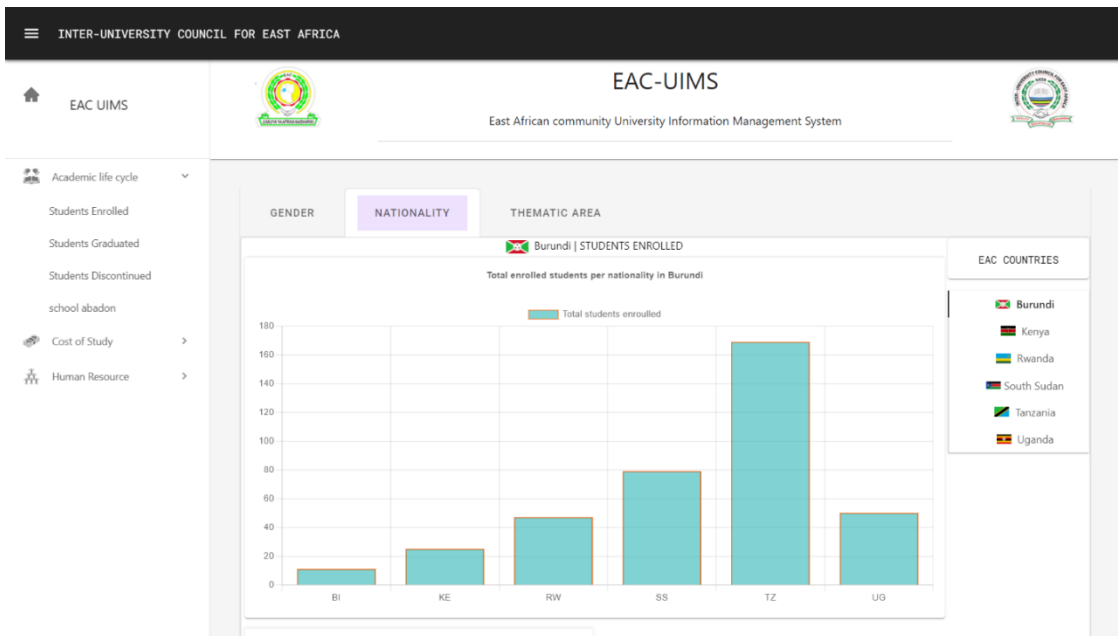 INTER-UNIVERSITY COUNCIL FOR EAST AFRICA
EAC UIMS
EAC-UIMS
East African community University Information Management System
Academic life cycle
Students Enrolled
Students Graduated
Students Discontinued
school abadon
Cost of Study
Human Resource
GENDER
NATIONALITY
THEMATIC AREA
Burundi | STUDENTS ENROLLED
Total enrolled students per nationality in Burundi
Total students enroulled
180
160
140
120
100
80
60
40
20
0
BI KE RW SS TZ UG
EAC COUNTRIES
Burundi
Kenya
Rwanda
South Sudan
Tanzania
Uganda